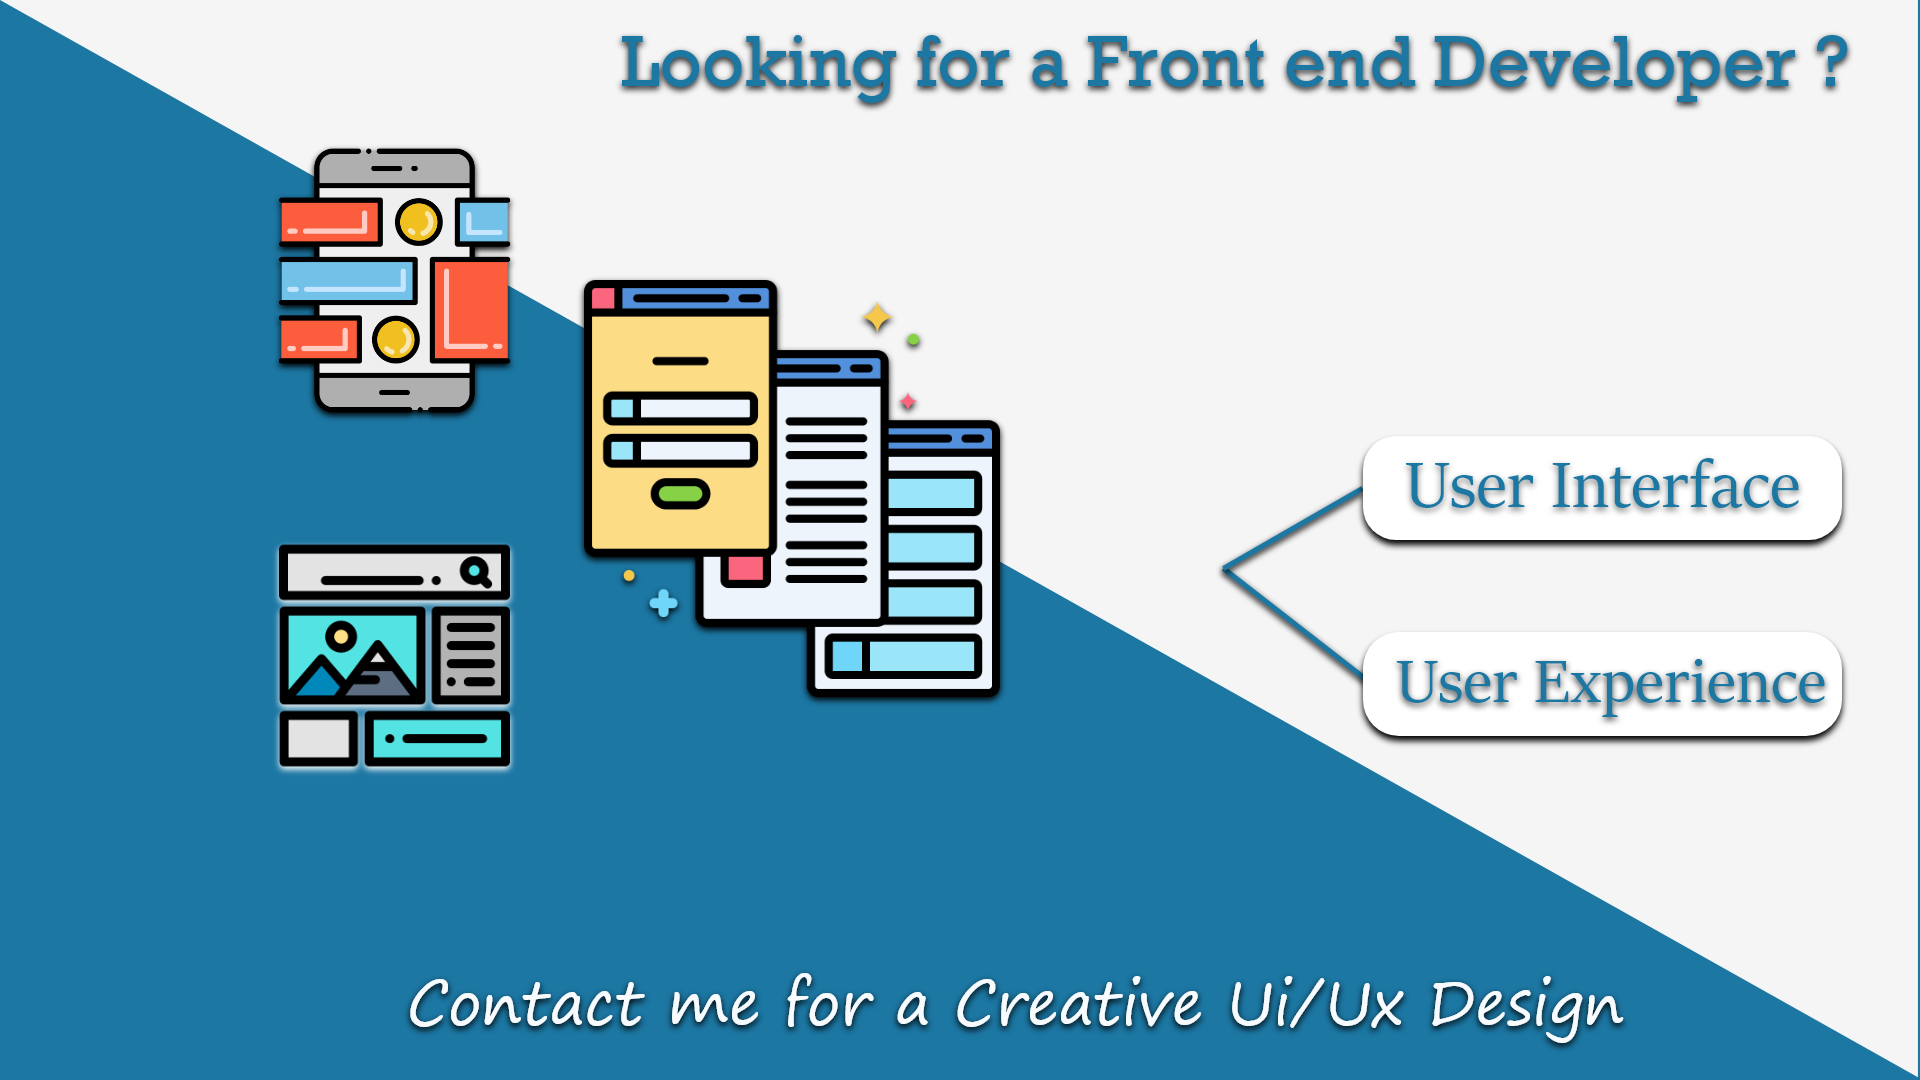 Looking for a Front end Developer ?
User Interface
User Experience
Contact me for a Creative Ui/Ux Design